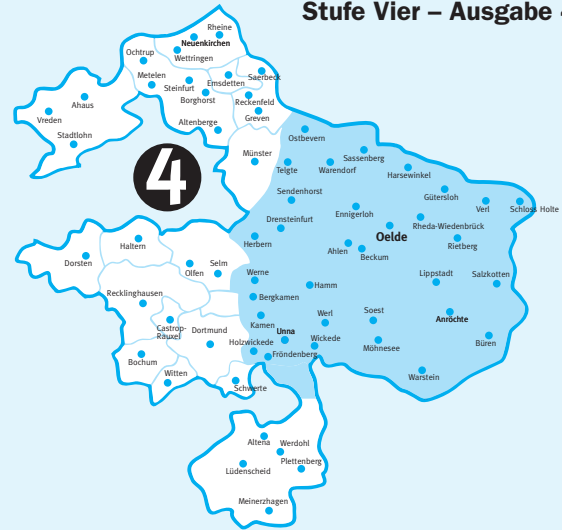 Stufe Vier – Ausgabe
Rheine
Neuenkirchen
Ochtrup
Wettringen
Metelen
Steinfurt
Emsdetten
Saerbeck
Borghorst
Reckenfeld
Greven
Ahaus
Vreden
Stadtlohn
Altenberge
Ostbevern
4
Münster
Telgte
Warendorf
Sassenberg
Harsewinkel
Sendenhorst
Gütersloh
Verl
Schloss Holte
Ennigerloh
Drensteinfurt
Oelde
Rheda-Wiedenbrück
Rietberg
Haltern
Herbern
Ahlen
Beckum
Dorsten
Olfen
Selm
Werne
Hamm
Lippstadt
Salzkotten
Recklinghausen
Bergkamen
Castrop-
Rauxel
Dortmund
Kamen
Unna
Werl
Soest
Anröchte
Holzwickede
Wickede
Möhnesee
Büren
Bochum
Fröndenberg
Witten
Schwerte
Warstein
Altena
Werdohl
Plettenberg
Lüdenscheid
Meinerzhagen